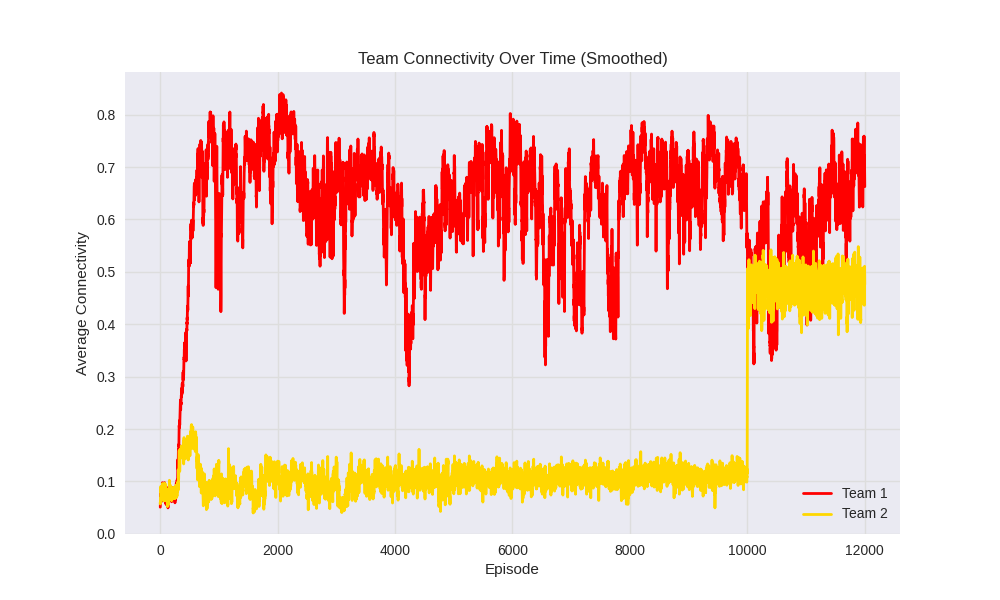 Team Connectivity Over Time (Smoothed)
Average Connectivity
0.8
0.7
0.6
0.5
0.4
0.3
0.2
0.1
0.0
Team 1
Team 2
0 2000 4000 6000 8000 10000 12000
Episode